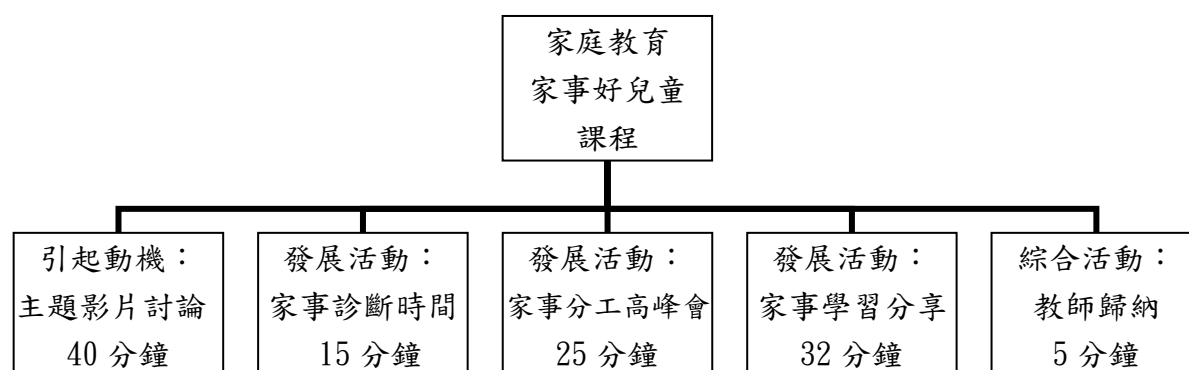 家庭教育
家事好兒童
課程
引起動機：
主題影片討論
40 分鐘
發展活動：
家事診斷時間
15 分鐘
發展活動：
家事分工高峰會
25 分鐘
發展活動：
家事學習分享
32 分鐘
綜合活動：
教師歸納
5 分鐘